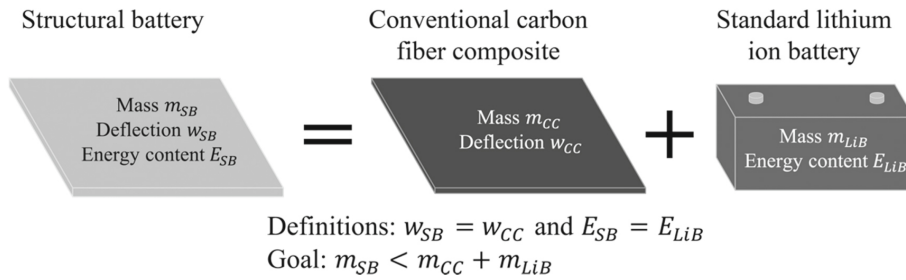 Structural battery
Conventional carbon
fiber composite
Standard lithium
ion battery
Mass m_SB
Deflection w_SB
Energy content E_SB
=
Mass m_CC
Deflection w_CC
+
Mass m_LiB
Energy content E_LiB
Definitions: w_SB = w_CC and E_SB = E_LiB
Goal: m_SB < m_CC + m_LiB